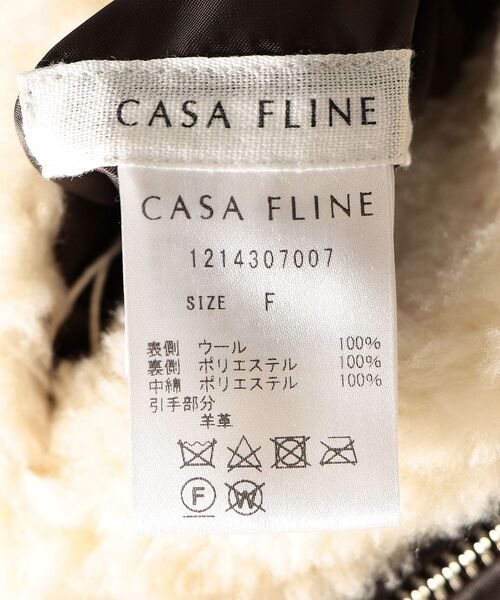 CASA FLINE
CASA FLINE
1214307007
SIZE F
表側 ウール 100%
裏側 ポリエステル 100%
中綿 ポリエステル 100%
引手部分
羊革
F W